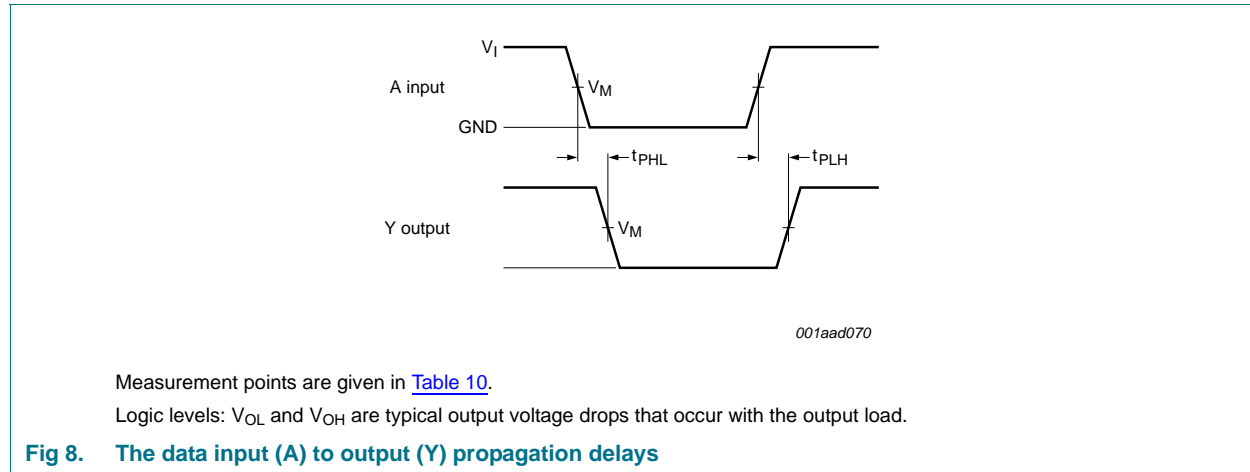 VI
A input
VM
GND
tPHL
tPLH
Y output
VM
001aad070
Measurement points are given in Table 10.
Logic levels: VOL and VOH are typical output voltage drops that occur with the output load.
Fig 8. The data input (A) to output (Y) propagation delays